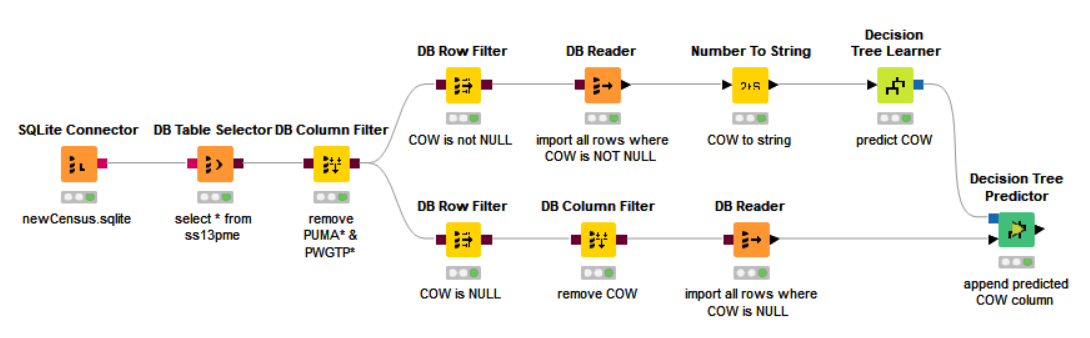 Decision
Tree Learner
DB Row Filter
DB Reader
Number To String
COW is not NULL
import all rows where
COW is NOT NULL
COW to string
predict COW
SQLite Connector
DB Table Selector
DB Column Filter
newCensus.sqlite
select * from
ss13pme
remove
PUMA* &
PWGTP*
Decision Tree
Predictor
append predicted
COW column
DB Row Filter
DB Column Filter
DB Reader
COW is NULL
remove COW
import all rows where
COW is NULL